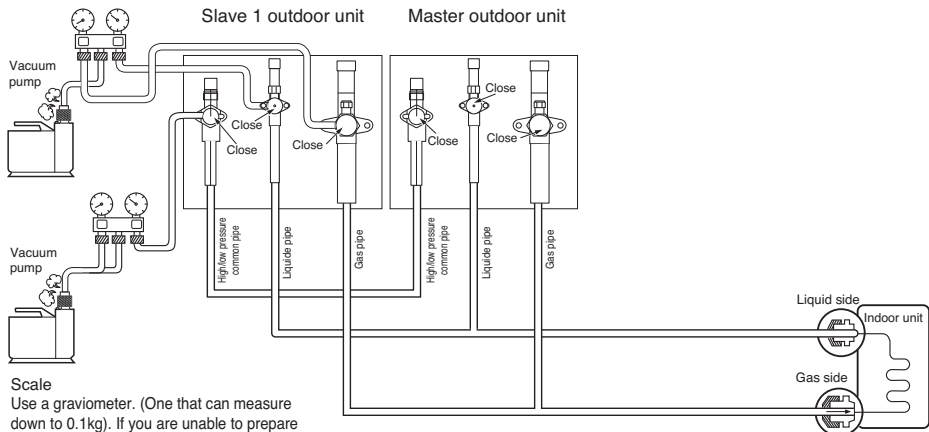 Slave 1 outdoor unit
Master outdoor unit
Vacuum
pump
Close
Close
Close
Close
Close
Close
High/low pressure
common pipe
Liquide pipe
Gas pipe
High/low pressure
common pipe
Liquide pipe
Gas pipe
Vacuum
pump
Liquid side
Indoor unit
Gas side
Scale
Use a graviometer. (One that can measure
down to 0.1kg). If you are unable to prepare